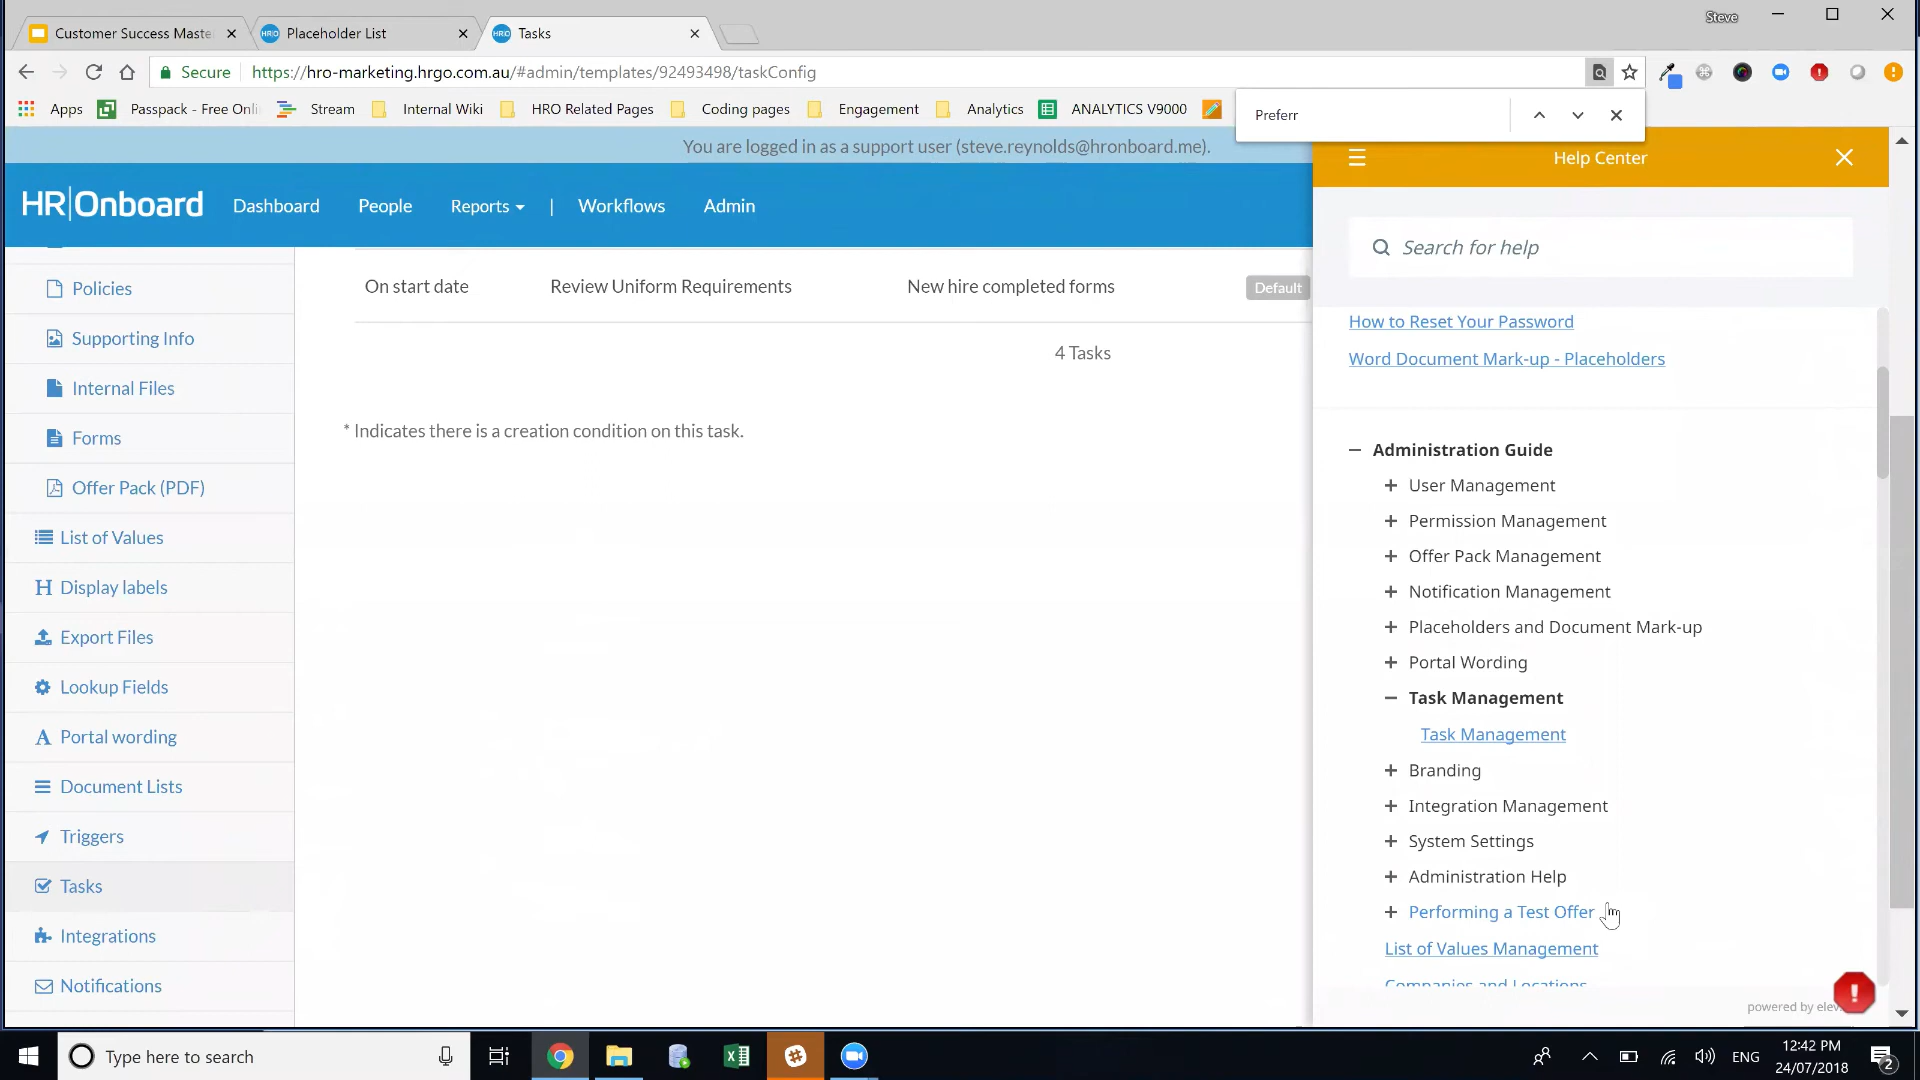 Steve
Customer Success Maste
Placeholder List
Tasks
Secure
https://hro-marketing.hrgo.com.au/#admin/templates/92493498/taskConfig
Apps
Passpack - Free Onli
Stream
Internal Wiki
HRO Related Pages
Coding pages
Engagement
Analytics
ANALYTICS V9000
Preferr
You are logged in as a support user (steve.reynolds@hronboard.me).
HR|Onboard
Dashboard
People
Reports
|
Workflows
Admin
Policies
Supporting Info
Internal Files
Forms
Offer Pack (PDF)
List of Values
Display labels
Export Files
Lookup Fields
Portal wording
Document Lists
Triggers
Tasks
Integrations
Notifications
On start date
Review Uniform Requirements
New hire completed forms
Default
4 Tasks
* Indicates there is a creation condition on this task.
Help Center
Search for help
How to Reset Your Password
Word Document Mark-up - Placeholders
Administration Guide
User Management
Permission Management
Offer Pack Management
Notification Management
Placeholders and Document Mark-up
Portal Wording
Task Management
Task Management
Branding
Integration Management
System Settings
Administration Help
Performing a Test Offer
List of Values Management
Companies and Locations
powered by elev
Type here to search
ENG
12:42 PM
24/07/2018
2